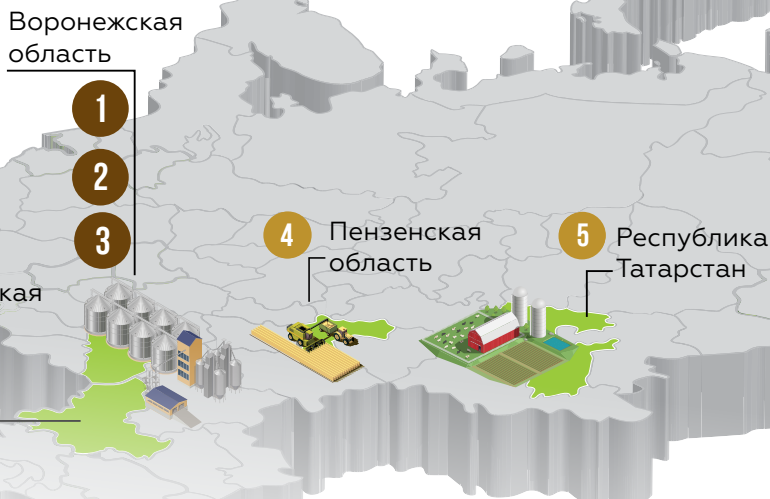 Воронежская
область
1
2
3
4
Пензенская
область
5
Республика
Татарстан
кая